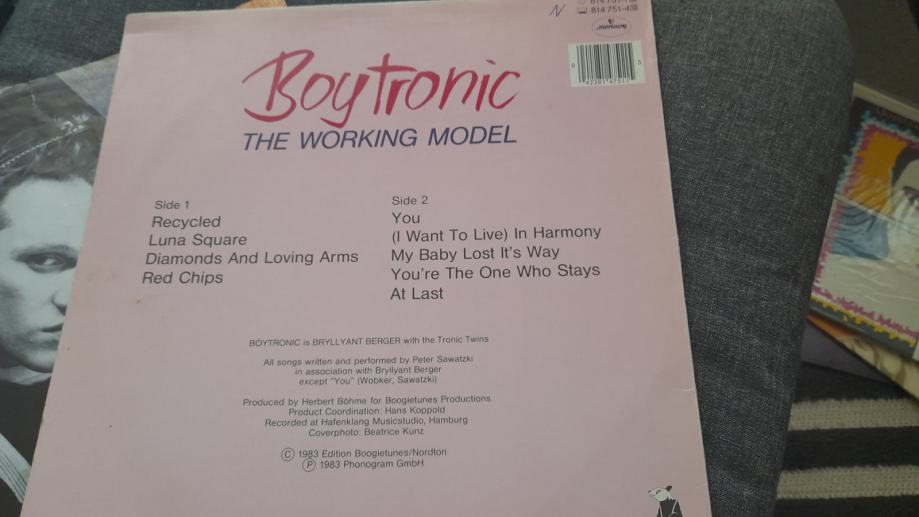 N
814 751-4
mercury
Boytronic
THE WORKING MODEL
Side 1
Recycled
Luna Square
Diamonds And Loving Arms
Red Chips
Side 2
You
(I Want To Live) In Harmony
My Baby Lost It's Way
You're The One Who Stays
At Last
BOYTRONIC is BRYLLYANT BERGER with the Tronic Twins
All songs written and performed by Peter Sawatzki
in association with Bryllyant Berger
except "You" (Wobker, Sawatzki)
Produced by Herbert Böhme for Boogietunes Productions
Product Coordination: Hans Koppold
Recorded at Hafenklang Musicstudio, Hamburg
Coverphoto: Beatrice Kunz
Ⓒ 1983 Edition Boogietunes/Nordton
Ⓟ 1983 Phonogram GmbH